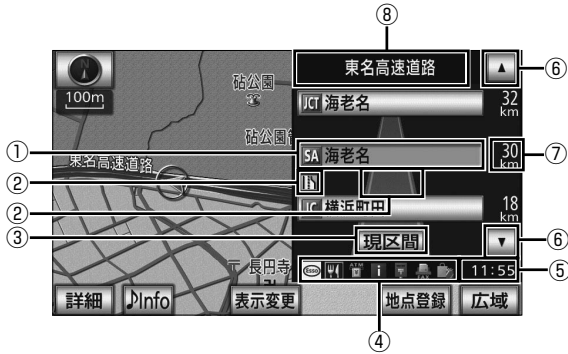 ⑧
東名高速道路
▲
⑥
100m
砧公園
JCT 海老名
32
km
砧公園
①
東名高速道路
SA 海老名
30
km
⑦
②
②
IC 横浜町田
18
km
③
現区間
▼
⑥
〒 長円寺
Esso
ATM
i
〒
11:55
⑤
詳細
♪Info
表示変更
地点登録
広域
④